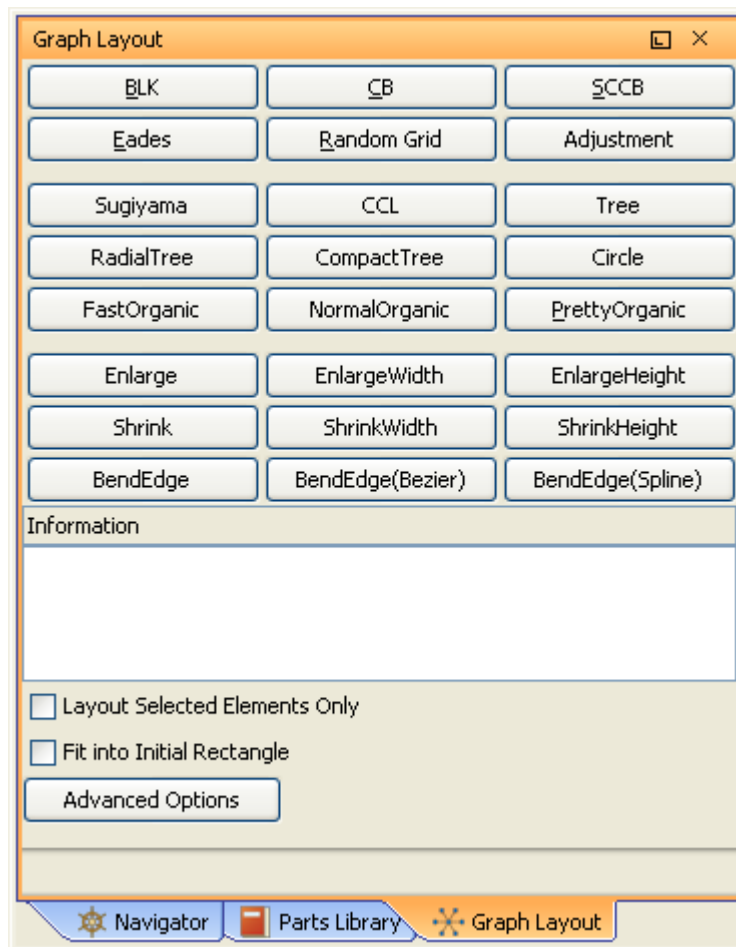 Graph Layout
BLK CB SCCB
Eades Random Grid Adjustment
Sugiyama CCL Tree
RadialTree CompactTree Circle
FastOrganic NormalOrganic PrettyOrganic
Enlarge EnlargeWidth EnlargeHeight
Shrink ShrinkWidth ShrinkHeight
BendEdge BendEdge(Bezier) BendEdge(Spline)
Information
Layout Selected Elements Only
Fit into Initial Rectangle
Advanced Options
Navigator Parts Library Graph Layout